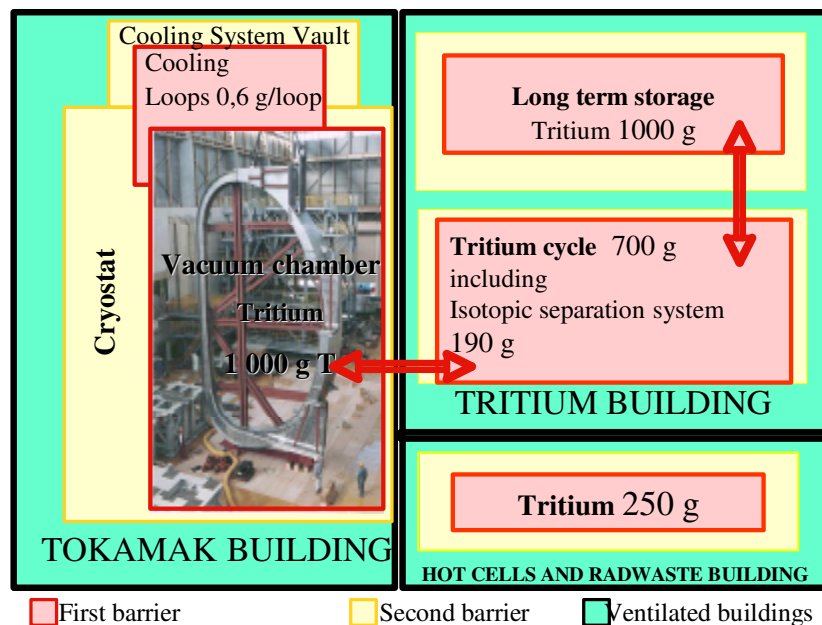 Cooling System Vault
Cooling
Loops 0,6 g/loop
Cryostat
Vacuum chamber
Tritium
1 000 g T
TOKAMAK BUILDING
Long term storage
Tritium 1000 g
Tritium cycle 700 g
including
Isotopic separation system
190 g
TRITIUM BUILDING
Tritium 250 g
HOT CELLS AND RADWASTE BUILDING
First barrier
Second barrier
Ventilated buildings